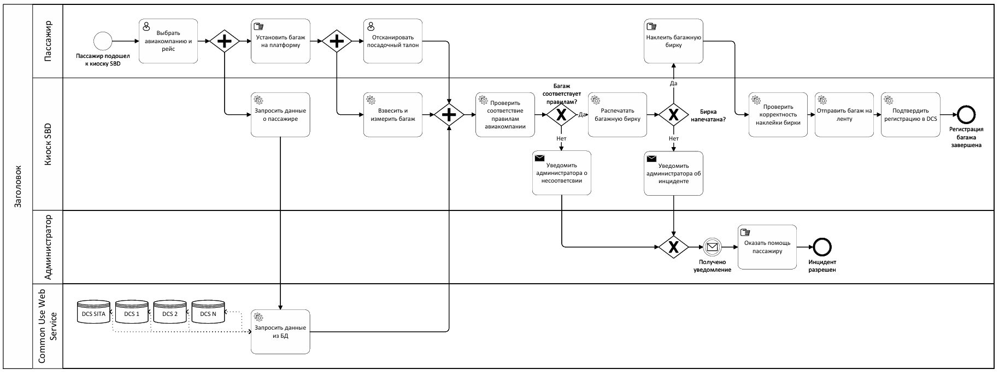 Заголовок
Пассажир
Пассажир подошел
к киоску SBD
Выбрать
авиакомпанию и
рейс
Установить багаж
на платформу
Отсканировать
посадочный талон
Наклеить багажную
бирку
Киоск SBD
Запросить данные
о пассажире
Взвесить и
измерить багаж
Проверить
соответствие
правилам
авиакомпании
Багаж
соответствует
правилам?
Да
Нет
Распечатать
багажную бирку
Да
Бирка
напечатана?
Нет
Проверить
корректность
наклейки бирки
Отправить багаж на
ленту
Подтвердить
регистрацию в DCS
Регистрация
багажа
завершена
Уведомить
администратора о
несоответсвии
Уведомить
администратора об
инциденте
Администратор
Получено
уведомление
Оказать помощь
пассажиру
Инцидент
разрешен
Common Use Web
Service
DCS SITA
DCS 1
DCS 2
DCS N
Запросить данные
из БД